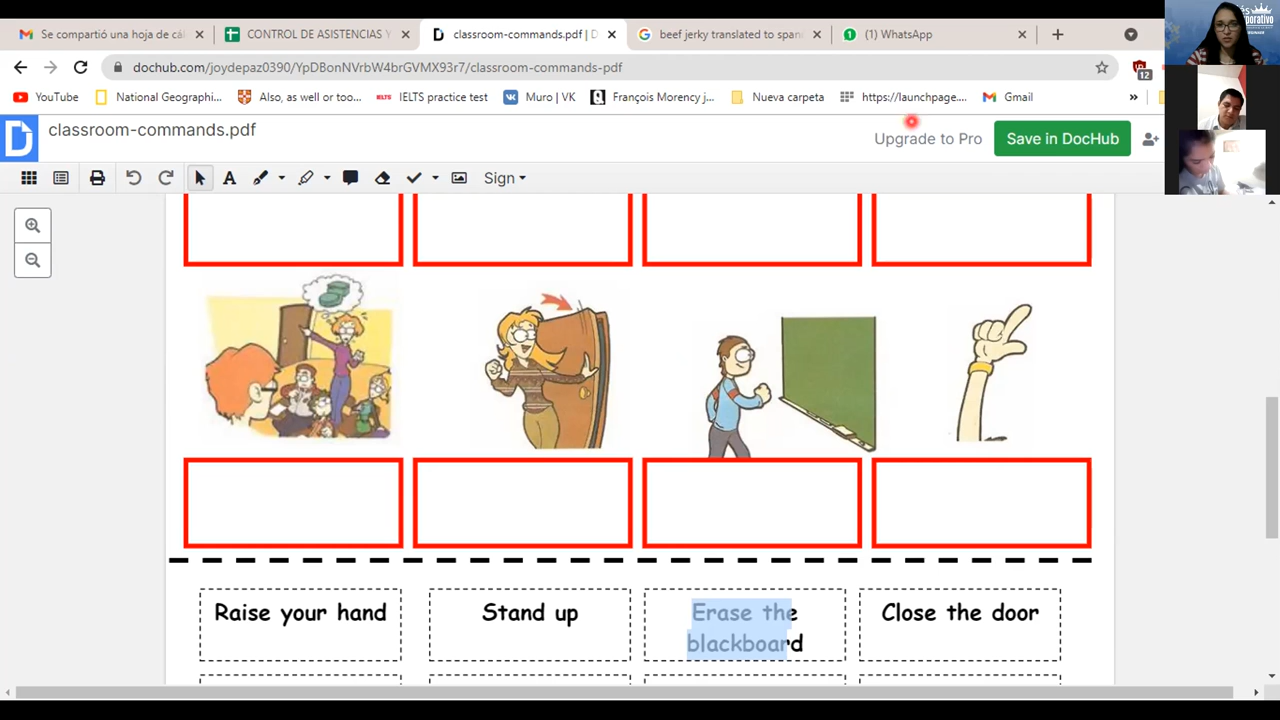 Se compartió una hoja de cál
CONTROL DE ASISTENCIAS Y
classroom-commands.pdf | D
beef jerky translated to span
(1) WhatsApp
dochub.com/joydepaz0390/YpDBonNVrbW4brGVMX93r7/classroom-commands-pdf
12
YouTube
National Geographi...
Also, as well or too...
IELTS IELTS practice test
Muro | VK
François Morency j...
Nueva carpeta
https://launchpage....
Gmail
»
classroom-commands.pdf
Upgrade to Pro
Save in DocHub
Sign
Raise your hand
Stand up
Erase the
blackboard
Close the door